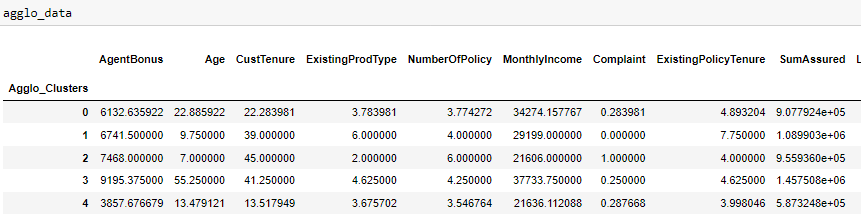 agglo_data
AgentBonus Age CustTenure ExistingProdType NumberOfPolicy MonthlyIncome Complaint ExistingPolicyTenure SumAssured L
Agglo_Clusters
0 6132.635922 22.885922 22.283981 3.783981 3.774272 34274.157767 0.283981 4.893204 9.077924e+05
1 6741.500000 9.750000 39.000000 6.000000 4.000000 29199.000000 0.000000 7.750000 1.089903e+06
2 7468.000000 7.000000 45.000000 2.000000 6.000000 21606.000000 1.000000 4.000000 9.559360e+05
3 9195.375000 55.250000 41.250000 4.625000 4.250000 37733.750000 0.250000 4.625000 1.457508e+06
4 3857.676679 13.479121 13.517949 3.675702 3.546764 21636.112088 0.287668 3.998046 5.873248e+05